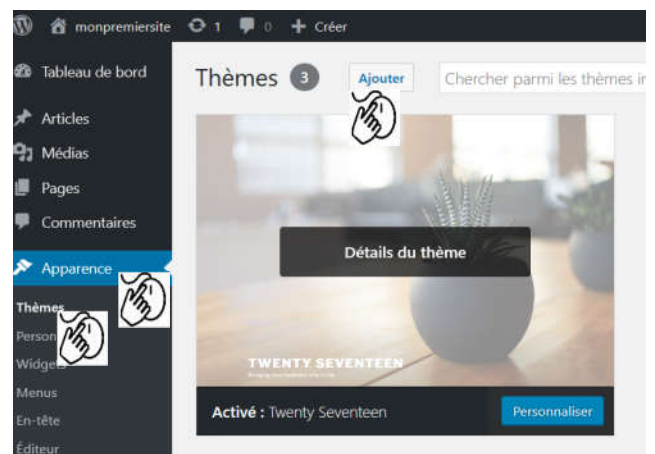 monpremiersite 1 0 + Créer
Tableau de bord
Articles
Médias
Pages
Commentaires
Apparence
Thèmes
Widgets
Menus
En-tête
Éditeur
Thèmes 3 Ajouter Chercher parmi les thèmes
Détails du thème
TWENTY SEVENTEEN
Activé : Twenty Seventeen Personnaliser